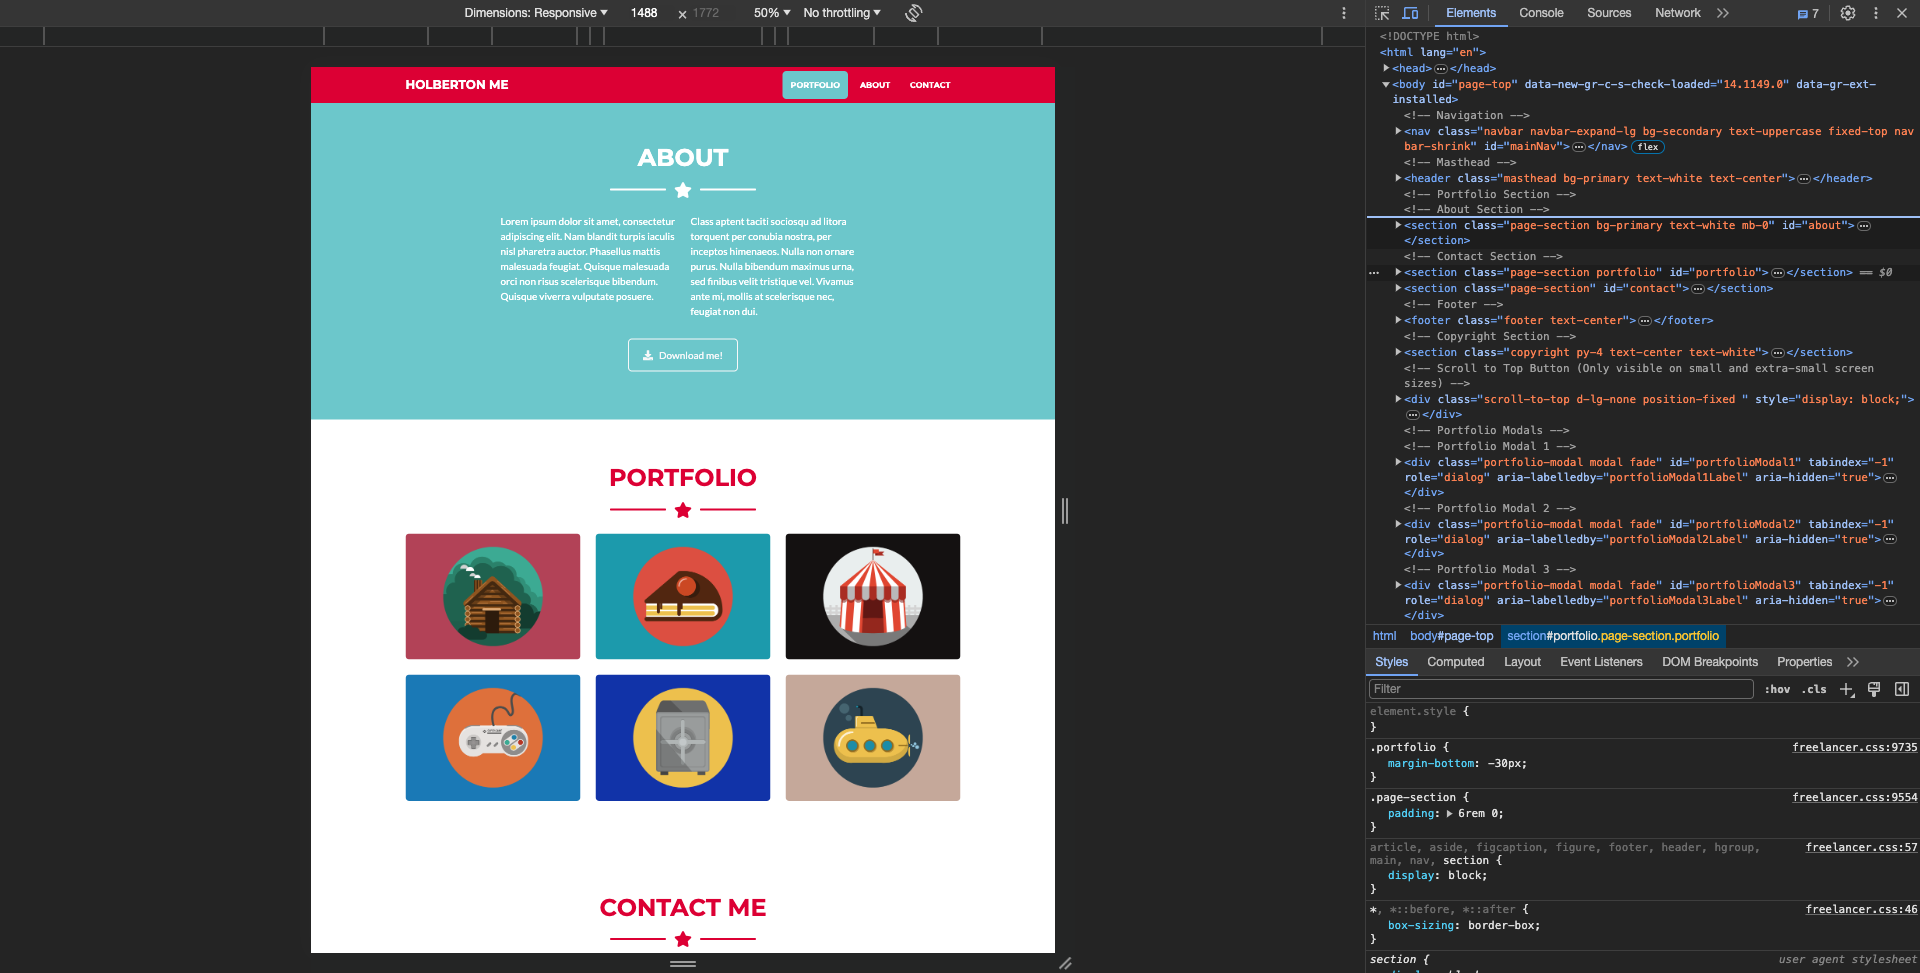 Dimensions: Responsive 1488 × 1772 50% No throttling
HOLBERTON ME
PORTFOLIO ABOUT CONTACT
ABOUT
Lorem ipsum dolor sit amet, consectetur
adipiscing elit. Nam blandit turpis iaculis
nisl pharetra auctor. Phasellus mattis
malesuada feugiat. Quisque malesuada
orci non risus scelerisque bibendum.
Quisque viverra vulputate posuere.
Class aptent taciti sociosqu ad litora
torquent per conubia nostra, per
inceptos himenaeos. Nulla non ornare
purus. Nulla bibendum maximus urna,
sed finibus velit tristique vel. Vivamus
ante mi, mollis at scelerisque nec,
feugiat non dui.
Download me!
PORTFOLIO
CONTACT ME
Elements Console Sources Network 7
<!DOCTYPE html>
<html lang="en">
<head> </head>
<body id="page-top" data-new-gr-c-s-check-loaded="14.1149.0" data-gr-ext-
installed>
<!-- Navigation -->
<nav class="navbar navbar-expand-lg bg-secondary text-uppercase fixed-top nav
bar-shrink" id="mainNav"> </nav> flex
<!-- Masthead -->
<header class="masthead bg-primary text-white text-center"> </header>
<!-- Portfolio Section -->
<!-- About Section -->
<section class="page-section bg-primary text-white mb-0" id="about">
</section>
<!-- Contact Section -->
<section class="page-section portfolio" id="portfolio"> </section> == $0
<section class="page-section" id="contact"> </section>
<!-- Footer -->
<footer class="footer text-center"> </footer>
<!-- Copyright Section -->
<section class="copyright py-4 text-center text-white"> </section>
<!-- Scroll to Top Button (Only visible on small and extra-small screen
sizes) -->
<div class="scroll-to-top d-lg-none position-fixed " style="display: block;">
</div>
<!-- Portfolio Modals -->
<!-- Portfolio Modal 1 -->
<div class="portfolio-modal modal fade" id="portfolioModal1" tabindex="-1"
role="dialog" aria-labelledby="portfolioModal1Label" aria-hidden="true">
</div>
<!-- Portfolio Modal 2 -->
<div class="portfolio-modal modal fade" id="portfolioModal2" tabindex="-1"
role="dialog" aria-labelledby="portfolioModal2Label" aria-hidden="true">
</div>
<!-- Portfolio Modal 3 -->
<div class="portfolio-modal modal fade" id="portfolioModal3" tabindex="-1"
role="dialog" aria-labelledby="portfolioModal3Label" aria-hidden="true">
</div>
html body#page-top section#portfolio.page-section.portfolio
Styles Computed Layout Event Listeners DOM Breakpoints Properties
Filter :hov .cls
element.style {
}
.portfolio { freelancer.css:9735
margin-bottom: -30px;
}
.page-section { freelancer.css:9554
padding: 6rem 0;
}
article, aside, figcaption, figure, footer, header, hgroup, freelancer.css:57
main, nav, section {
display: block;
}
*, *::before, *::after { freelancer.css:46
box-sizing: border-box;
}
section { user agent stylesheet